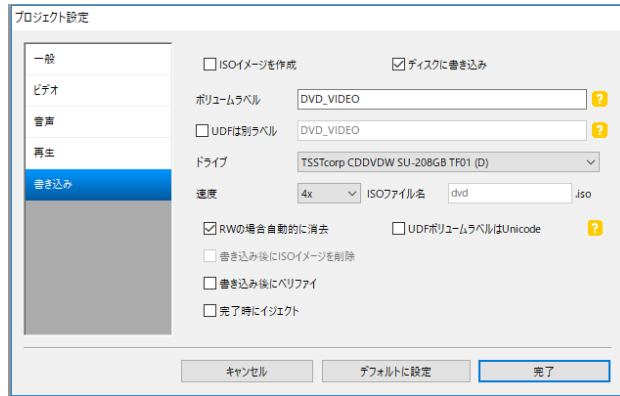 プロジェクト設定
一般
ビデオ
音声
再生
書き込み
ISOイメージを作成 ディスクに書き込み
ボリュームラベル DVD_VIDEO ?
UDFは別ラベル DVD_VIDEO ?
ドライブ TSSTcorp CDDVDW SU-208GB TF01 (D)
速度 4x ISOファイル名 dvd .iso
RWの場合自動的に消去 UDFボリュームラベルはUnicode ?
書き込み後にISOイメージを削除
書き込み後にベリファイ
完了時にイジェクト
キャンセル デフォルトに設定 完了